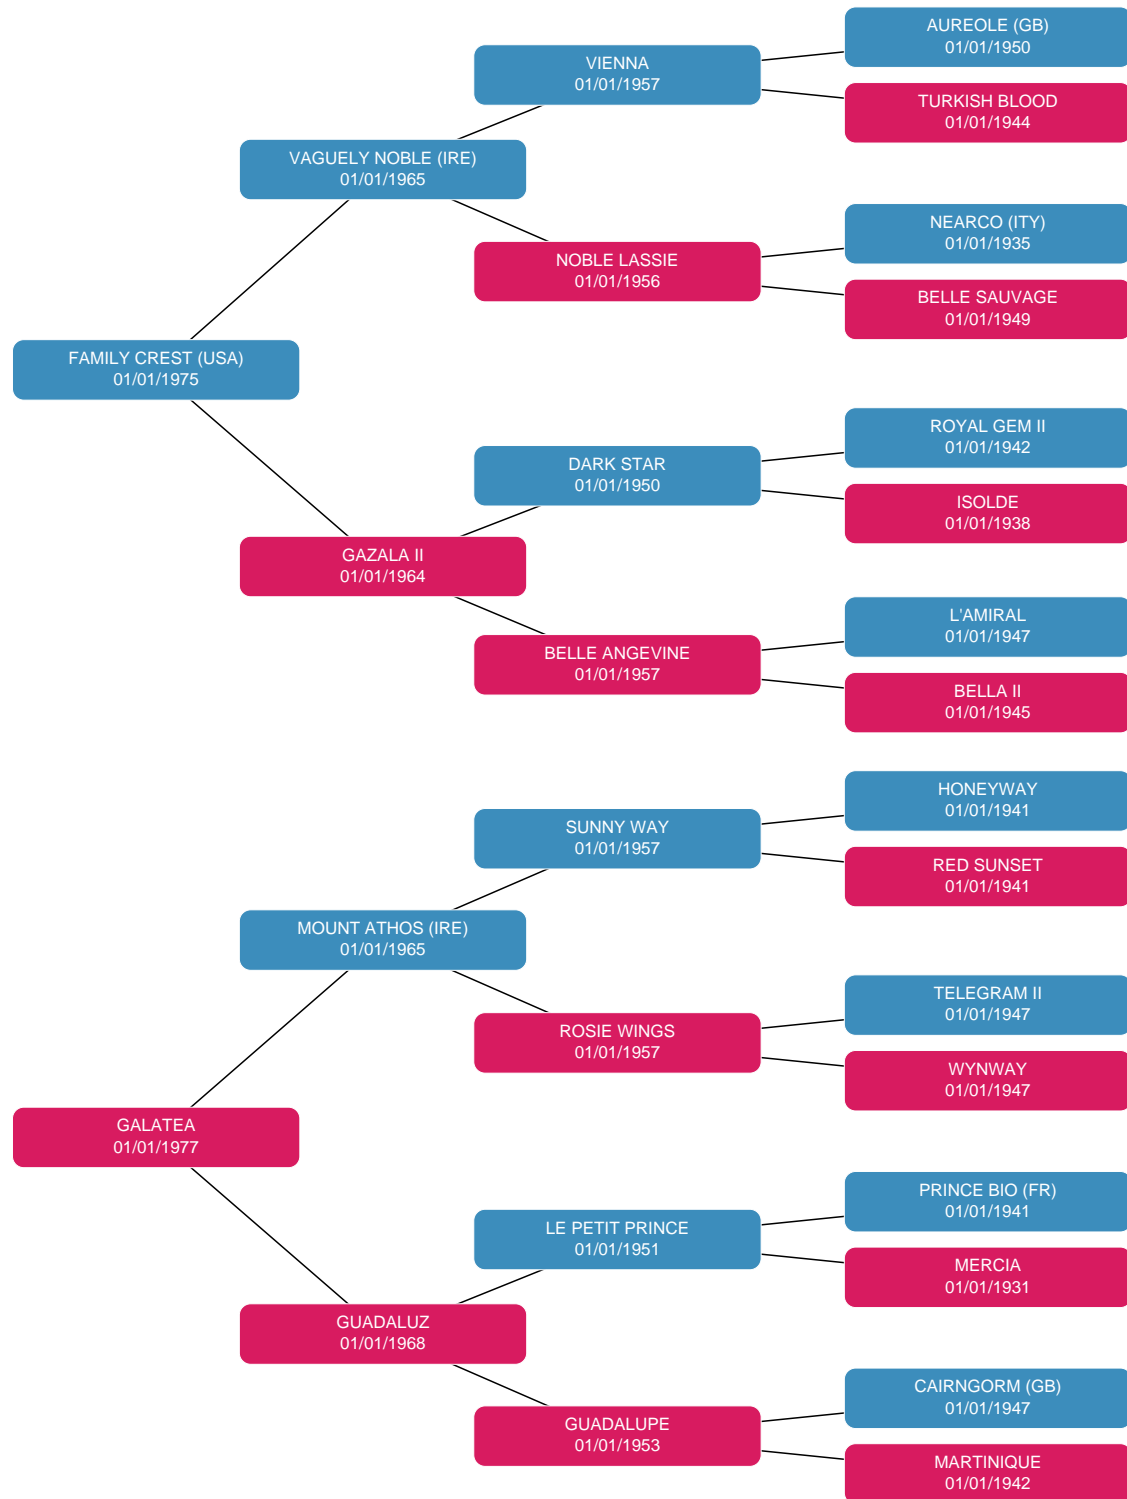 AUREOLE (GB)
01/01/1950
VIENNA
01/01/1957
TURKISH BLOOD
01/01/1944
VAGUELY NOBLE (IRE)
01/01/1965
NEARCO (ITY)
01/01/1935
NOBLE LASSIE
01/01/1956
BELLE SAUVAGE
01/01/1949
FAMILY CREST (USA)
01/01/1975
ROYAL GEM II
01/01/1942
DARK STAR
01/01/1950
ISOLDE
01/01/1938
GAZALA II
01/01/1964
L'AMIRAL
01/01/1947
BELLE ANGEVINE
01/01/1957
BELLA II
01/01/1945
HONEYWAY
01/01/1941
SUNNY WAY
01/01/1957
RED SUNSET
01/01/1941
MOUNT ATHOS (IRE)
01/01/1965
TELEGRAM II
01/01/1947
ROSIE WINGS
01/01/1957
WYNWAY
01/01/1947
GALATEA
01/01/1977
PRINCE BIO (FR)
01/01/1941
LE PETIT PRINCE
01/01/1951
MERCIA
01/01/1931
GUADALUZ
01/01/1968
CAIRNGORM (GB)
01/01/1947
GUADALUPE
01/01/1953
MARTINIQUE
01/01/1942